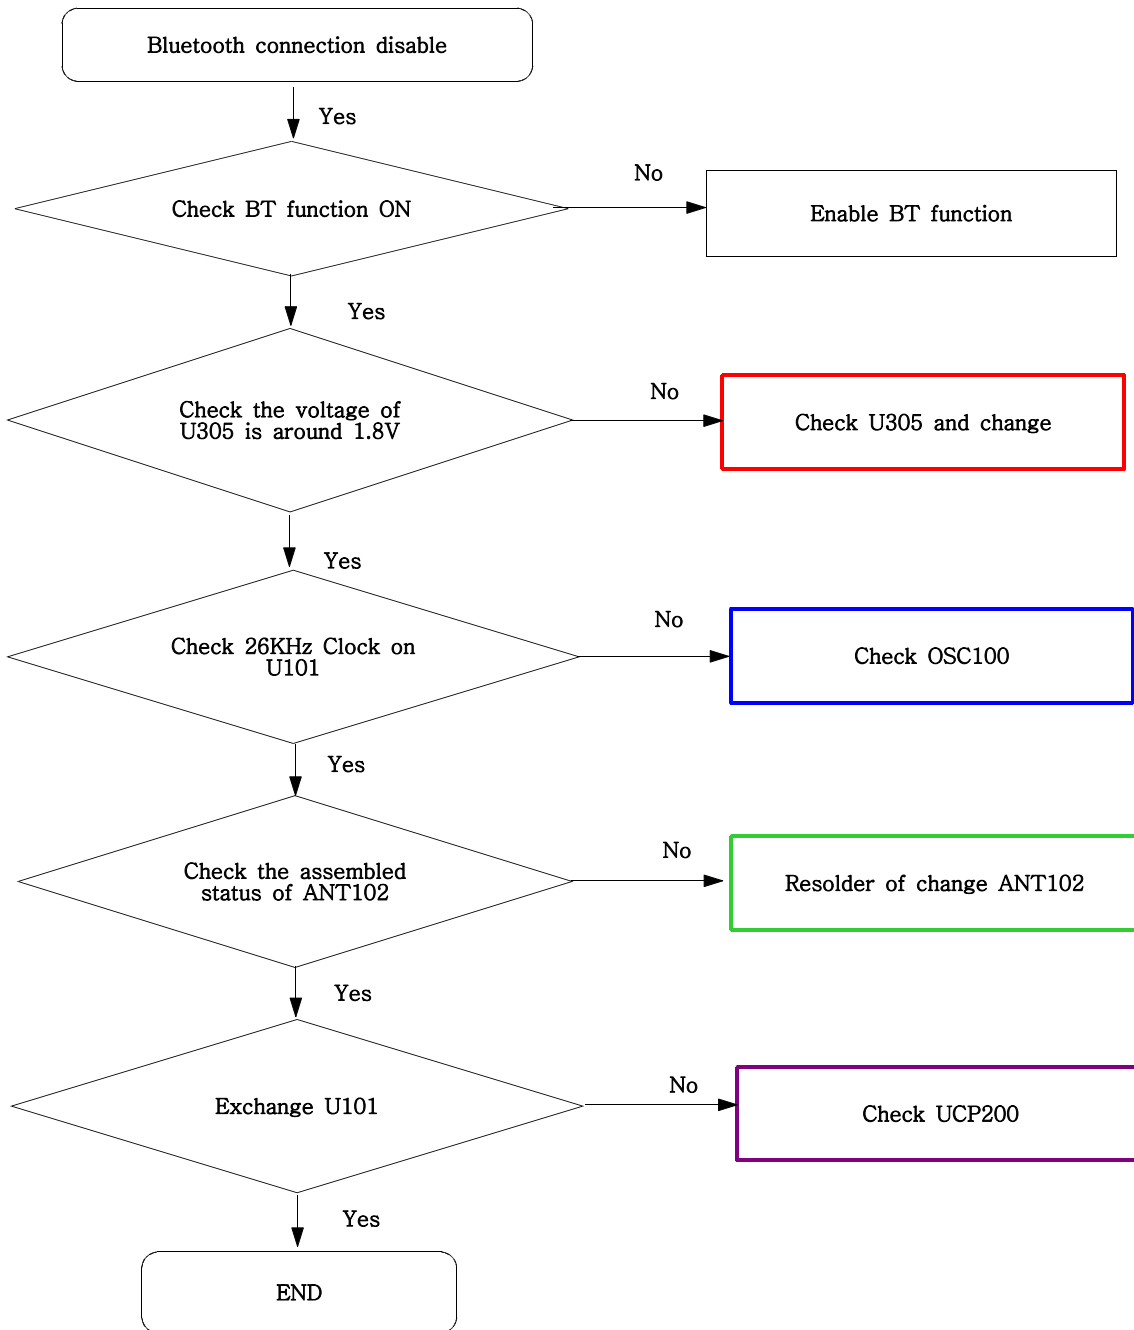 Bluetooth connection disable
Yes
Check BT function ON
No
Enable BT function
Yes
Check the voltage of
U305 is around 1.8V
No
Check U305 and change
Yes
Check 26KHz Clock on
U101
No
Check OSC100
Yes
Check the assembled
status of ANT102
No
Resolder of change ANT102
Yes
Exchange U101
No
Check UCP200
Yes
END